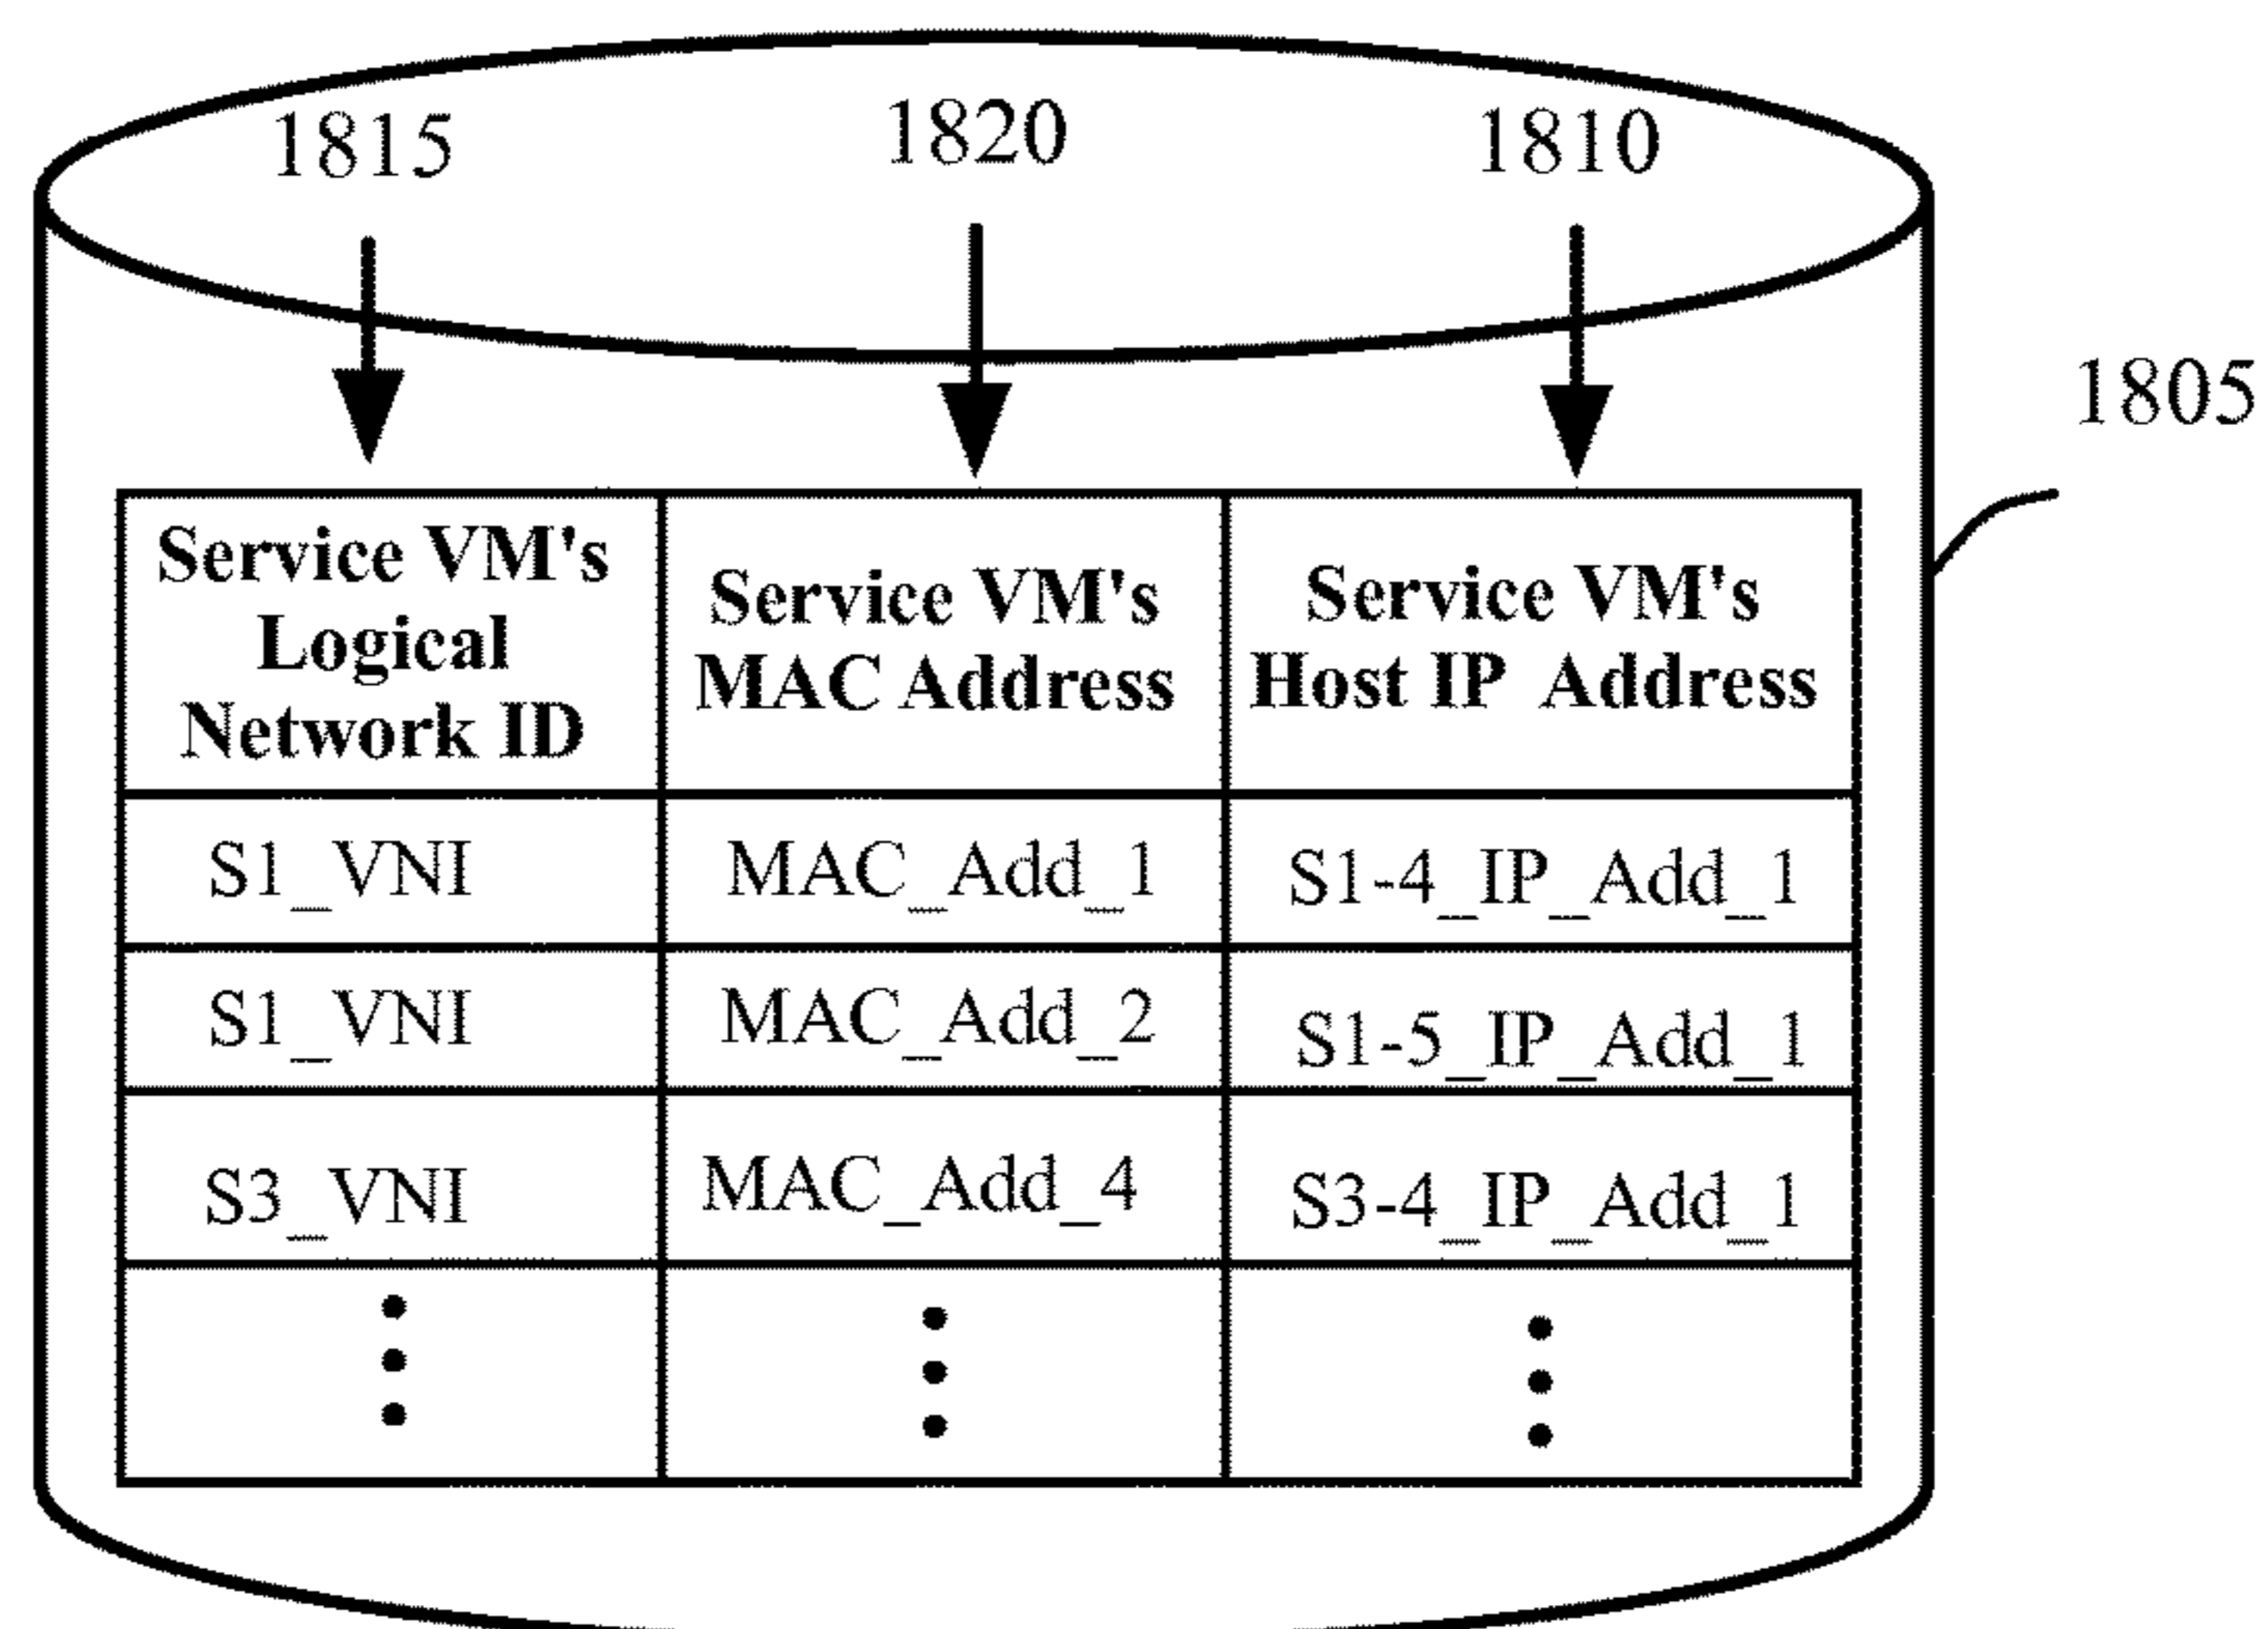 1815 1820 1810
1805
Service VM's
Logical
Network ID
Service VM's
MAC Address
Service VM's
Host IP Address
S1_VNI MAC_Add_1 S1-4_IP_Add_1
S1_VNI MAC_Add_2 S1-5_IP_Add_1
S3_VNI MAC_Add_4 S3-4_IP_Add_1